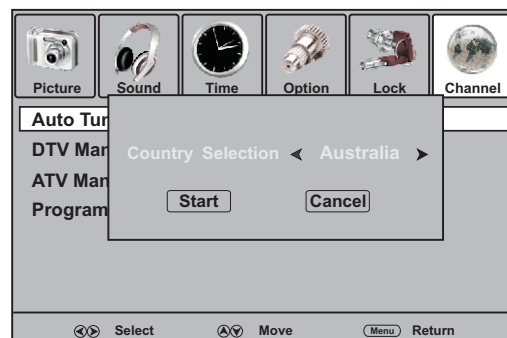 Picture Sound Time Option Lock Channel
Auto Tun
DTV Man
Country Selection Australia
ATV Man
Program
Start Cancel
Select Move Menu Return